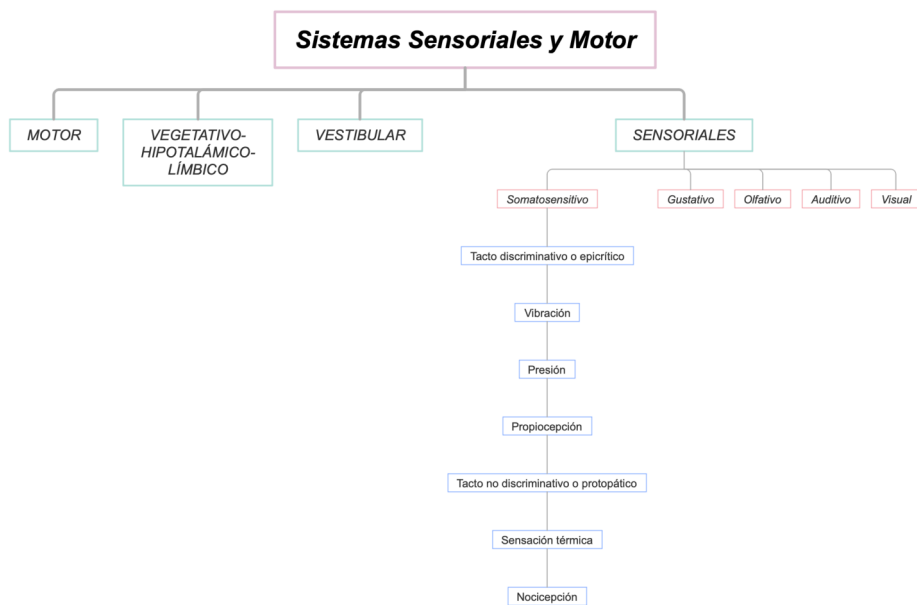 Sistemas Sensoriales y Motor
MOTOR
VEGETATIVO-
HIPOTALÁMICO-
LÍMBICO
VESTIBULAR
SENSORIALES
Somatosensitivo
Gustativo
Olfativo
Auditivo
Visual
Tacto discriminativo o epicrítico
Vibración
Presión
Propiocepción
Tacto no discriminativo o protopático
Sensación térmica
Nocicepción